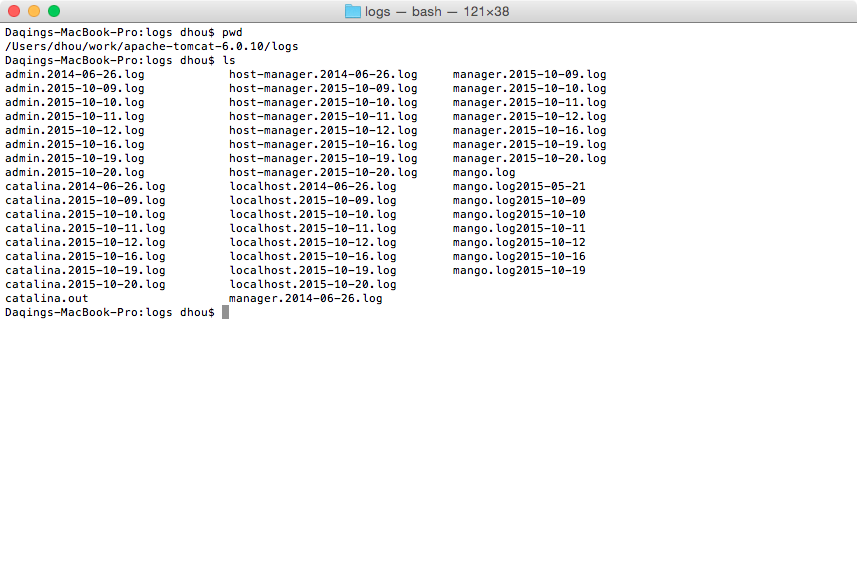 logs — bash — 121×38
Daqings-MacBook-Pro:logs dhou$ pwd
/Users/dhou/work/apache-tomcat-6.0.10/logs
Daqings-MacBook-Pro:logs dhou$ ls
admin.2014-06-26.log host-manager.2014-06-26.log manager.2015-10-09.log
admin.2015-10-09.log host-manager.2015-10-09.log manager.2015-10-10.log
admin.2015-10-10.log host-manager.2015-10-10.log manager.2015-10-11.log
admin.2015-10-11.log host-manager.2015-10-11.log manager.2015-10-12.log
admin.2015-10-12.log host-manager.2015-10-12.log manager.2015-10-16.log
admin.2015-10-16.log host-manager.2015-10-16.log manager.2015-10-19.log
admin.2015-10-19.log host-manager.2015-10-19.log manager.2015-10-20.log
admin.2015-10-20.log host-manager.2015-10-20.log mango.log
catalina.2014-06-26.log localhost.2014-06-26.log mango.log2015-05-21
catalina.2015-10-09.log localhost.2015-10-09.log mango.log2015-10-09
catalina.2015-10-10.log localhost.2015-10-10.log mango.log2015-10-10
catalina.2015-10-11.log localhost.2015-10-11.log mango.log2015-10-11
catalina.2015-10-12.log localhost.2015-10-12.log mango.log2015-10-12
catalina.2015-10-16.log localhost.2015-10-16.log mango.log2015-10-16
catalina.2015-10-19.log localhost.2015-10-19.log mango.log2015-10-19
catalina.2015-10-20.log localhost.2015-10-20.log
catalina.out manager.2014-06-26.log
Daqings-MacBook-Pro:logs dhou$